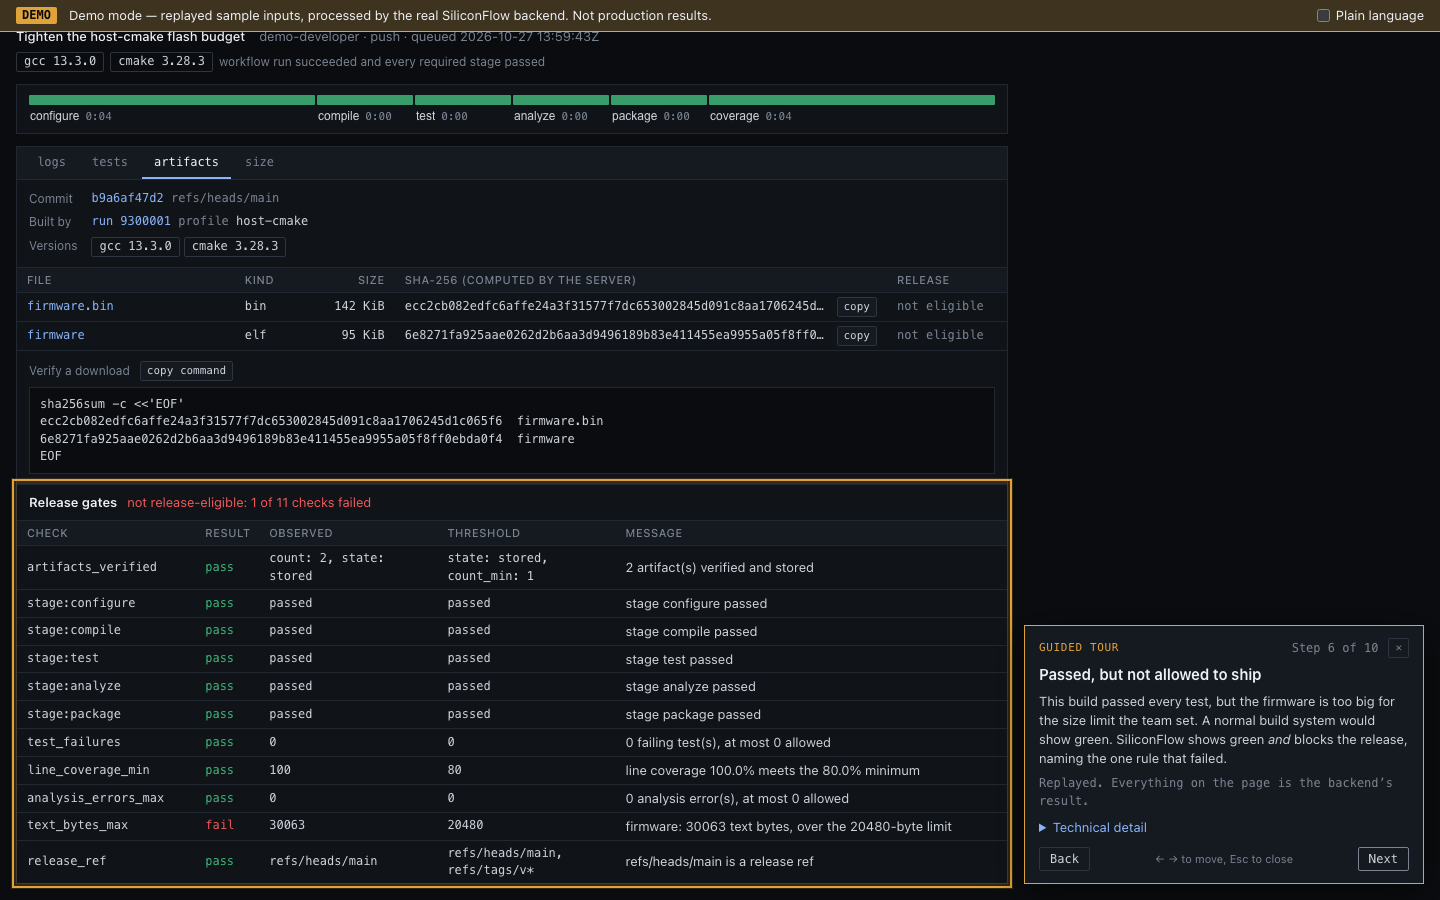 DEMO Demo mode — replayed sample inputs, processed by the real SiliconFlow backend. Not production results. Plain language
Tighten the host-cmake flash budget demo-developer · push · queued 2026-10-27 13:59:43Z
gcc 13.3.0 cmake 3.28.3 workflow run succeeded and every required stage passed
configure 0:04 compile 0:00 test 0:00 analyze 0:00 package 0:00 coverage 0:04
logs tests artifacts size
Commit b9a6af47d2 refs/heads/main
Built by run 9300001 profile host-cmake
Versions gcc 13.3.0 cmake 3.28.3
FILE KIND SIZE SHA-256 (COMPUTED BY THE SERVER) RELEASE
firmware.bin bin 142 KiB ecc2cb082edfc6affe24a3f31577f7dc653002845d091c8aa1706245d… copy not eligible
firmware elf 95 KiB 6e8271fa925aae0262d2b6aa3d9496189b83e411455ea9955a05f8ff0… copy not eligible
Verify a download copy command
sha256sum -c <<'EOF'
ecc2cb082edfc6affe24a3f31577f7dc653002845d091c8aa1706245d1c065f6 firmware.bin
6e8271fa925aae0262d2b6aa3d9496189b83e411455ea9955a05f8ff0ebda0f4 firmware
EOF
Release gates not release-eligible: 1 of 11 checks failed
CHECK RESULT OBSERVED THRESHOLD MESSAGE
artifacts_verified pass count: 2, state: stored state: stored, count_min: 1 2 artifact(s) verified and stored
stage:configure pass passed passed stage configure passed
stage:compile pass passed passed stage compile passed
stage:test pass passed passed stage test passed
stage:analyze pass passed passed stage analyze passed
stage:package pass passed passed stage package passed
test_failures pass 0 0 0 failing test(s), at most 0 allowed
line_coverage_min pass 100 80 line coverage 100.0% meets the 80.0% minimum
analysis_errors_max pass 0 0 0 analysis error(s), at most 0 allowed
text_bytes_max fail 30063 20480 firmware: 30063 text bytes, over the 20480-byte limit
release_ref pass refs/heads/main refs/heads/main, refs/tags/v* refs/heads/main is a release ref
GUIDED TOUR Step 6 of 10 ×
Passed, but not allowed to ship
This build passed every test, but the firmware is too big for
the size limit the team set. A normal build system would
show green. SiliconFlow shows green and blocks the release,
naming the one rule that failed.
Replayed. Everything on the page is the backend’s
result.
▶ Technical detail
Back ← → to move, Esc to close Next